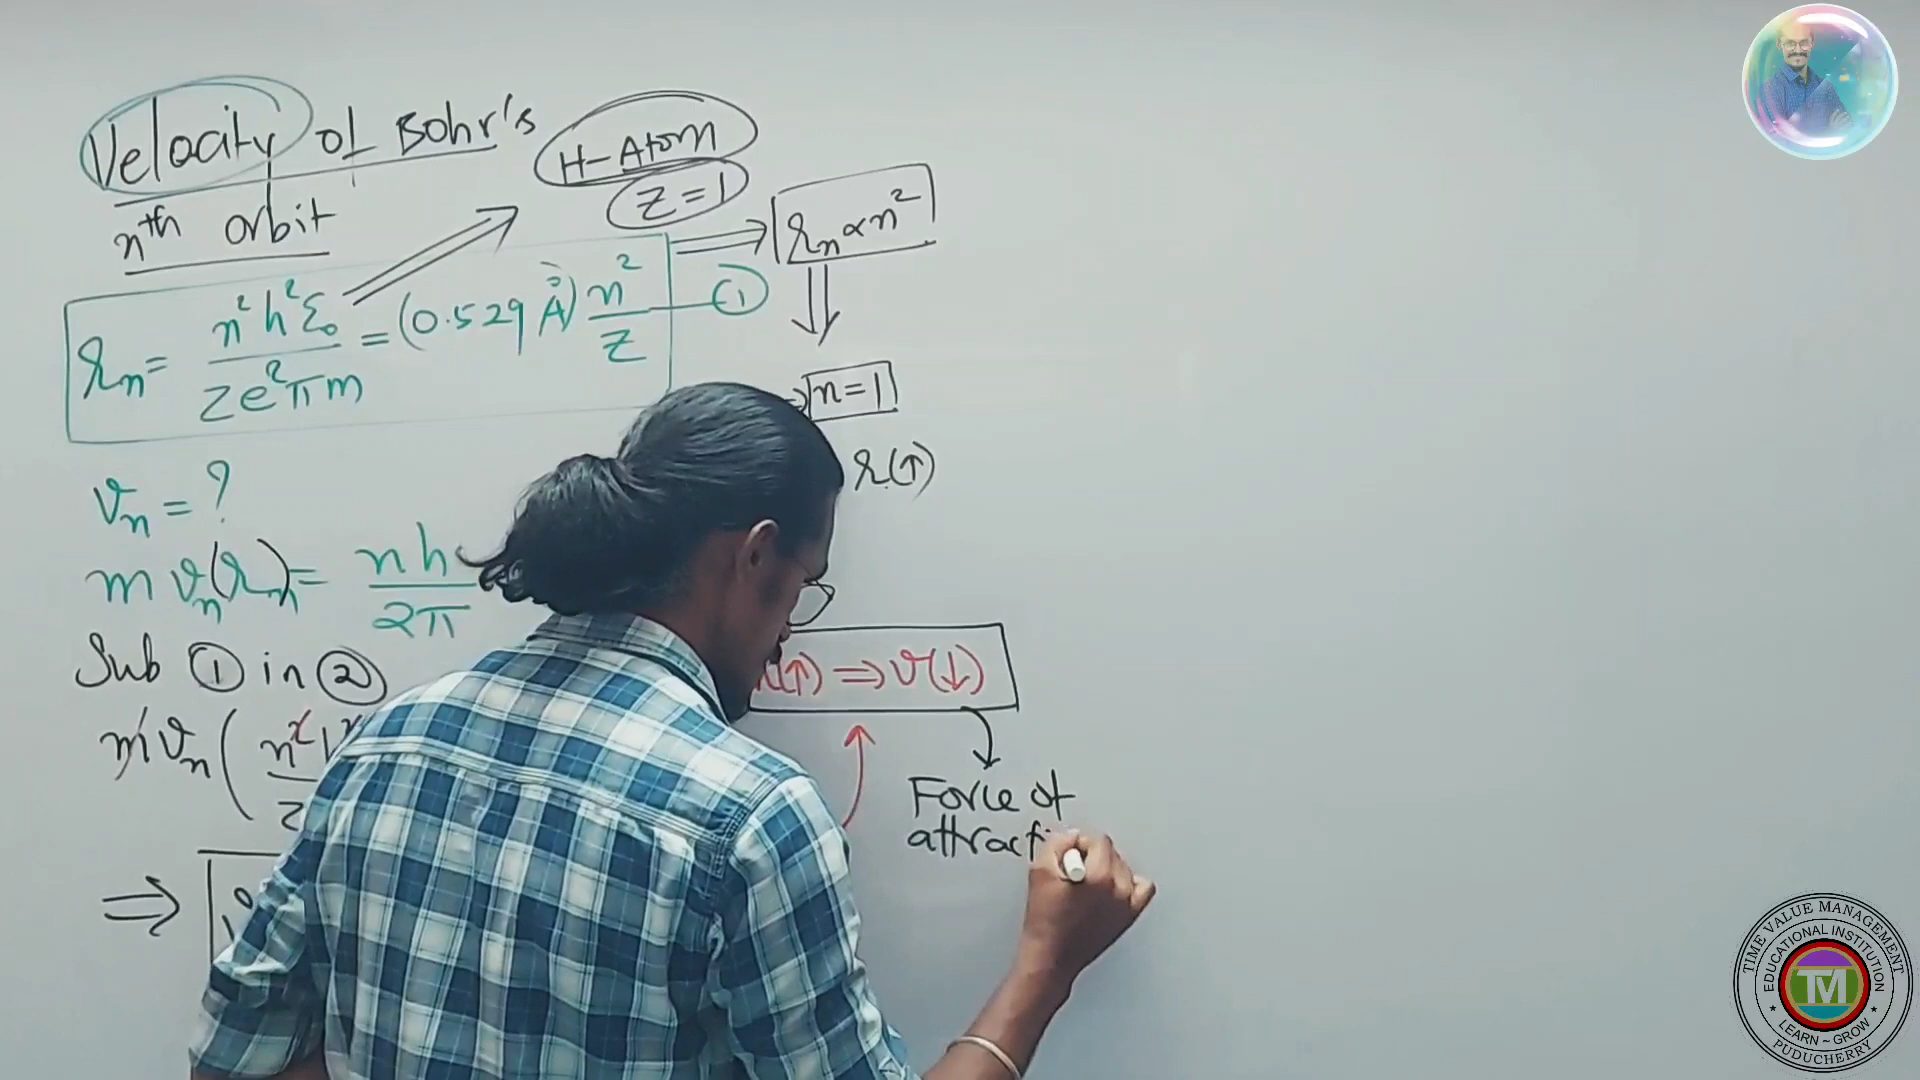 Velocity of Bohr's
nth orbit
H-Atom
Z = 1
rₙ = n²h²ε₀ / Ze²πm = (0.529 Å) n²/Z — ①
rₙ ∝ n²
n = 1
r(↑)
vₙ = ?
m vₙ(rₙ) = nh / 2π
Sub ① in ②
(↑) ⇒ v(↓)
m vₙ ( n²
Force of
attracti
⇒
TIME VALUE MANAGEMENT
EDUCATIONAL INSTITUTION
TM
LEARN ~ GROW
PUDUCHERRY